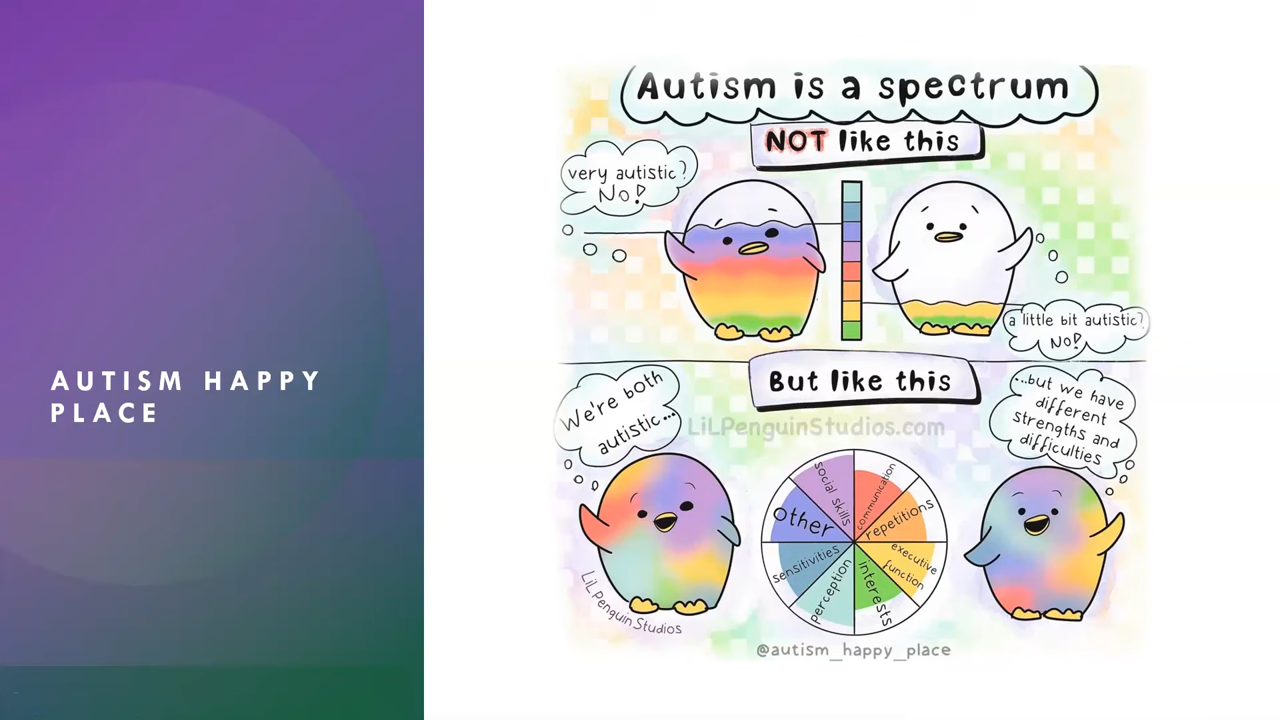 AUTISM HAPPY
PLACE
Autism is a spectrum
NOT like this
very autistic?
No!
a little bit autistic?
No!
But like this
We're both
autistic...
...but we have
different
strengths and
difficulties
LiLPenguinStudios.com
social skills
communication
other
repetitions
sensitivities
executive
function
perception
interests
LiL Penguin Studios
@autism_happy_place